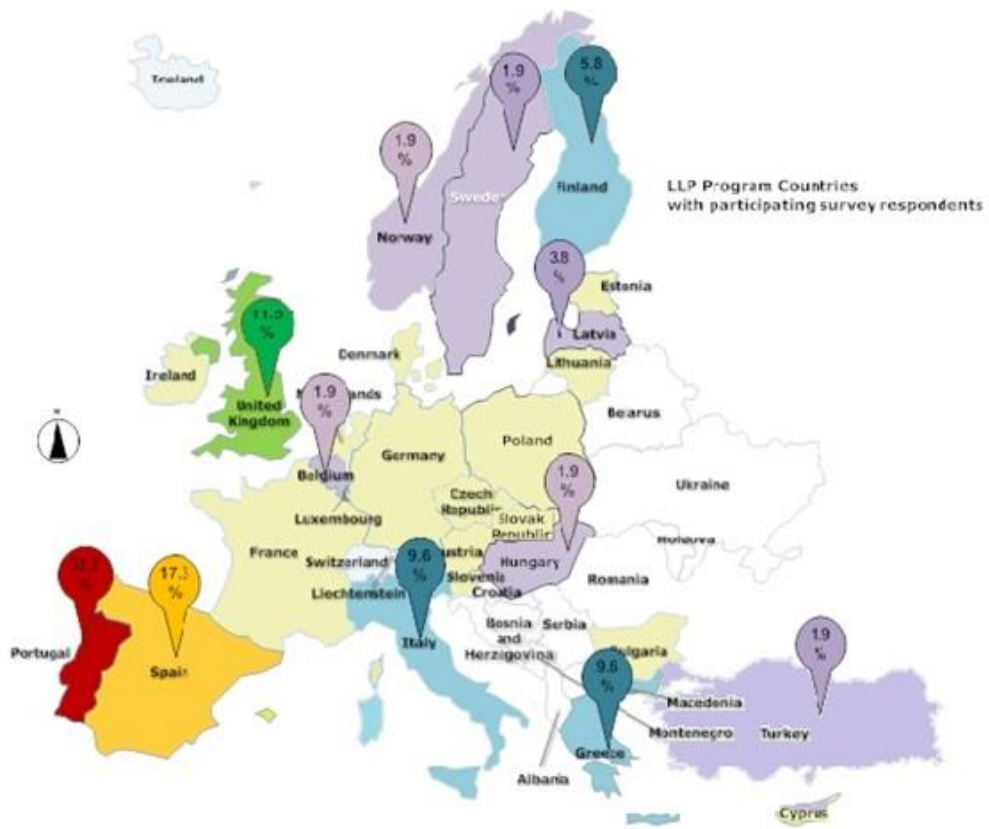 1.9
%
5.8
%
1.9
%
Finland
LLP Program Countries
with participating survey respondents
Norway
3.8
%
Estonia
Latvia
Lithuania
Denmark
Ireland
United
Kingdom
1.9
%
Belarus
Poland
Germany
Belgium
1.9
%
Ukraine
Czech
Luxembourg
Slovak
Republic
France
Switzerland
Hungary
Slovenia
Romania
Croatia
Liechtenstein
9.6
%
17.3
%
%
Italy
Bosnia
and
Herzegovina
Serbia
1.9
%
Portugal
Spain
9.6
%
Macedonia
Montenegro
Turkey
Greece
Albania
Cyprus